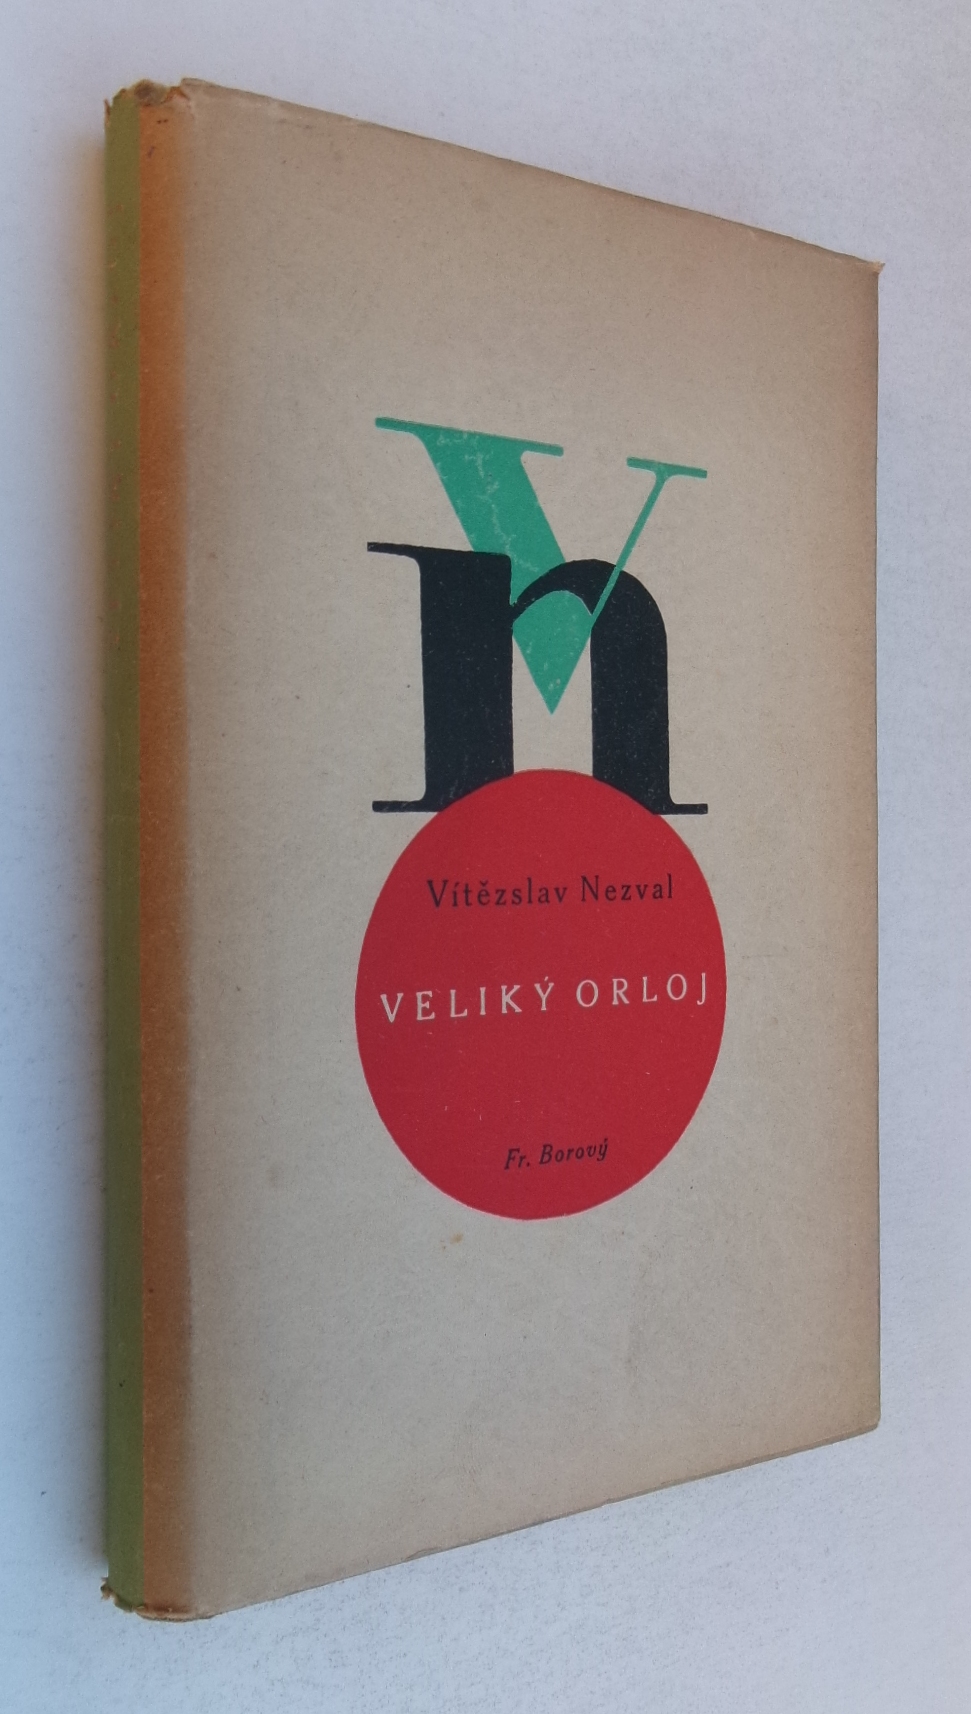 V
n
Vítězslav Nezval
VELIKÝ ORLOJ
Fr. Borový